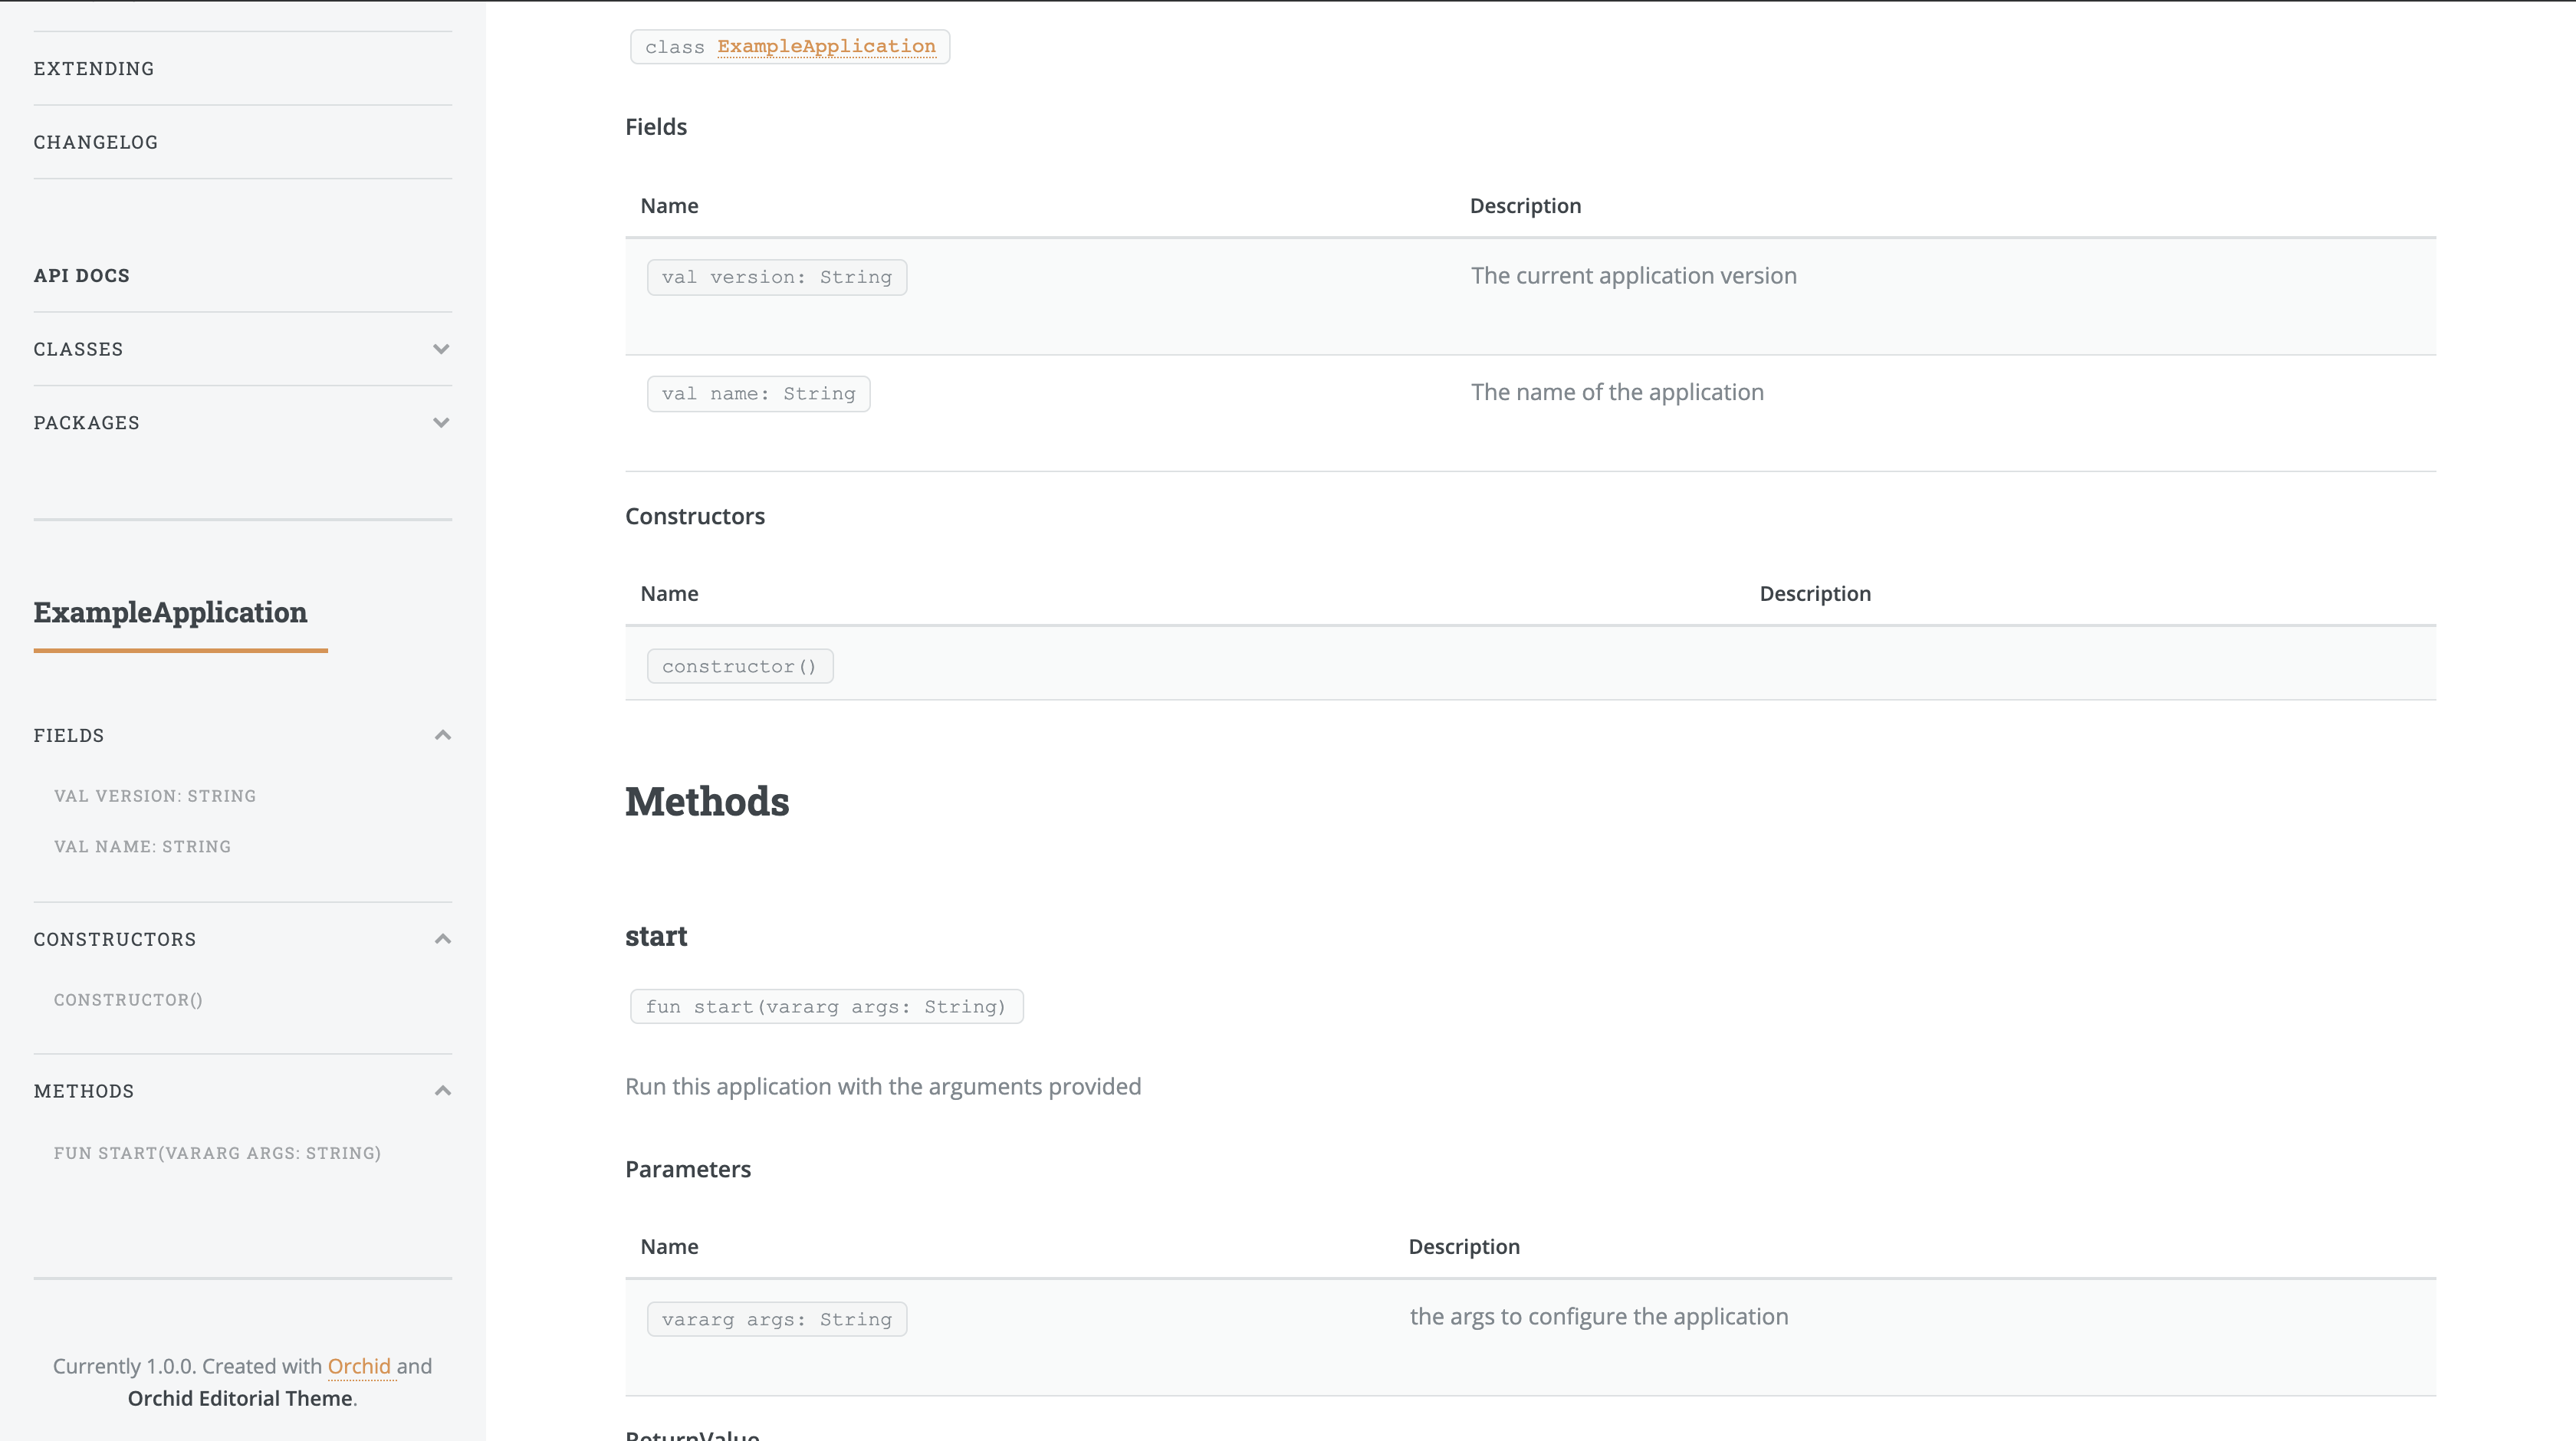 EXTENDING
CHANGELOG
API DOCS
CLASSES
PACKAGES
ExampleApplication
FIELDS
VAL VERSION: STRING
VAL NAME: STRING
CONSTRUCTORS
CONSTRUCTOR()
METHODS
FUN START(VARARG ARGS: STRING)
Currently 1.0.0. Created with Orchid and
Orchid Editorial Theme.
class ExampleApplication
Fields
Name Description
val version: String The current application version
val name: String The name of the application
Constructors
Name Description
constructor()
Methods
start
fun start(vararg args: String)
Run this application with the arguments provided
Parameters
Name Description
vararg args: String the args to configure the application
ReturnValue